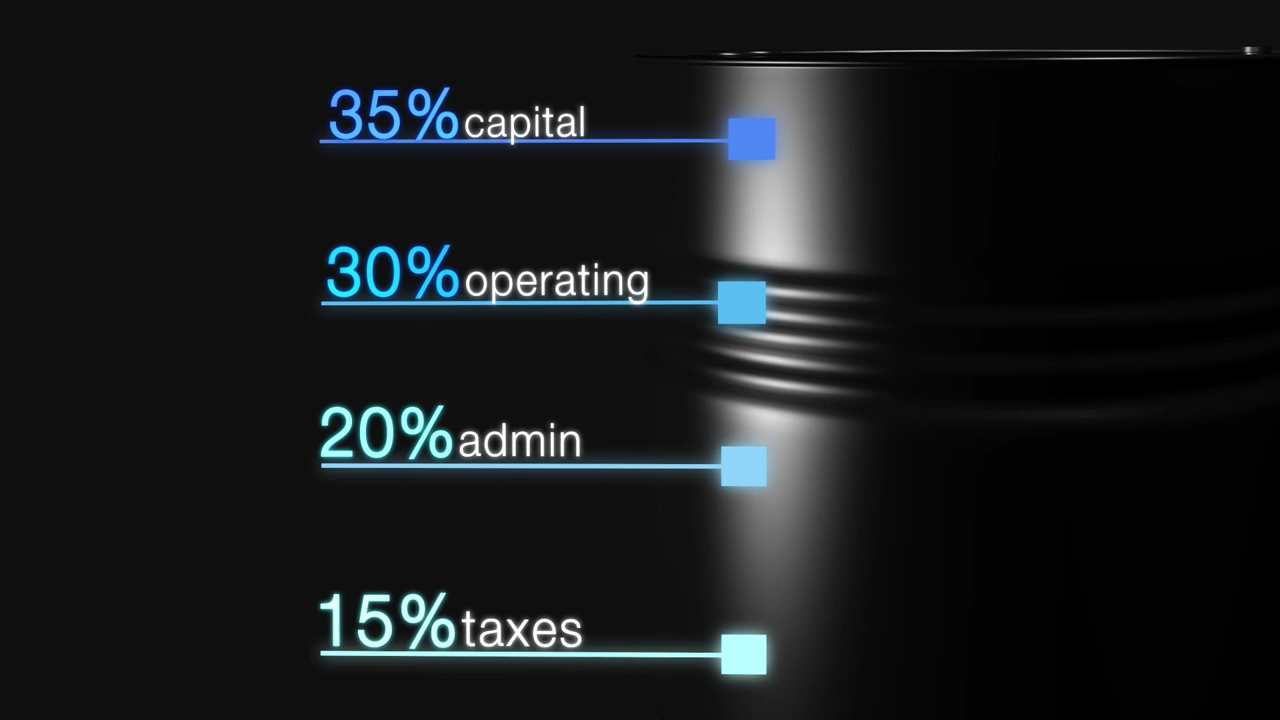 35% capital
30% operating
20% admin
15% taxes